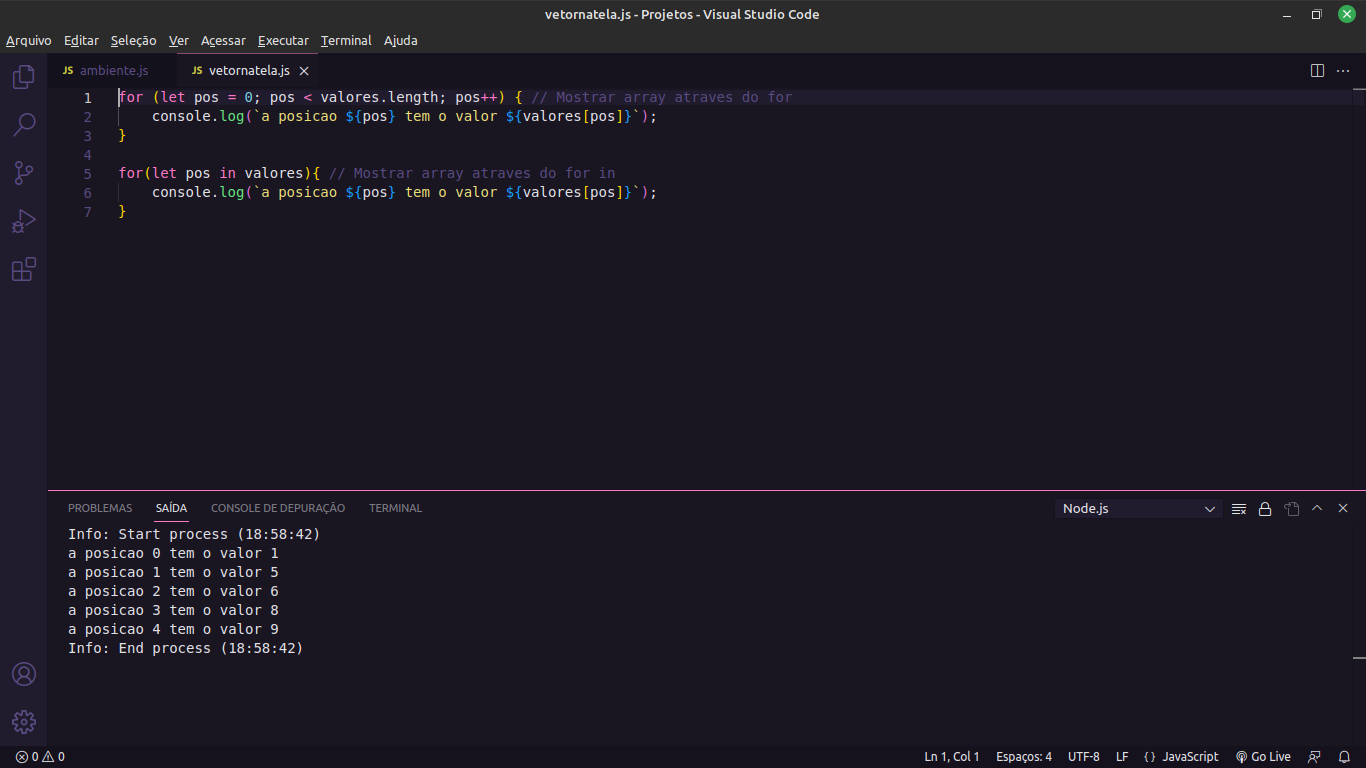 vetornatela.js - Projetos - Visual Studio Code
Arquivo Editar Seleção Ver Acessar Executar Terminal Ajuda
JS ambiente.js JS vetornatela.js
1 for (let pos = 0; pos < valores.length; pos++) { // Mostrar array atraves do for
2 console.log(`a posicao ${pos} tem o valor ${valores[pos]}`);
3 }
4
5 for(let pos in valores){ // Mostrar array atraves do for in
6 console.log(`a posicao ${pos} tem o valor ${valores[pos]}`);
7 }
PROBLEMAS SAÍDA CONSOLE DE DEPURAÇÃO TERMINAL Node.js
Info: Start process (18:58:42)
a posicao 0 tem o valor 1
a posicao 1 tem o valor 5
a posicao 2 tem o valor 6
a posicao 3 tem o valor 8
a posicao 4 tem o valor 9
Info: End process (18:58:42)
0 0 Ln 1, Col 1 Espaços: 4 UTF-8 LF {} JavaScript Go Live